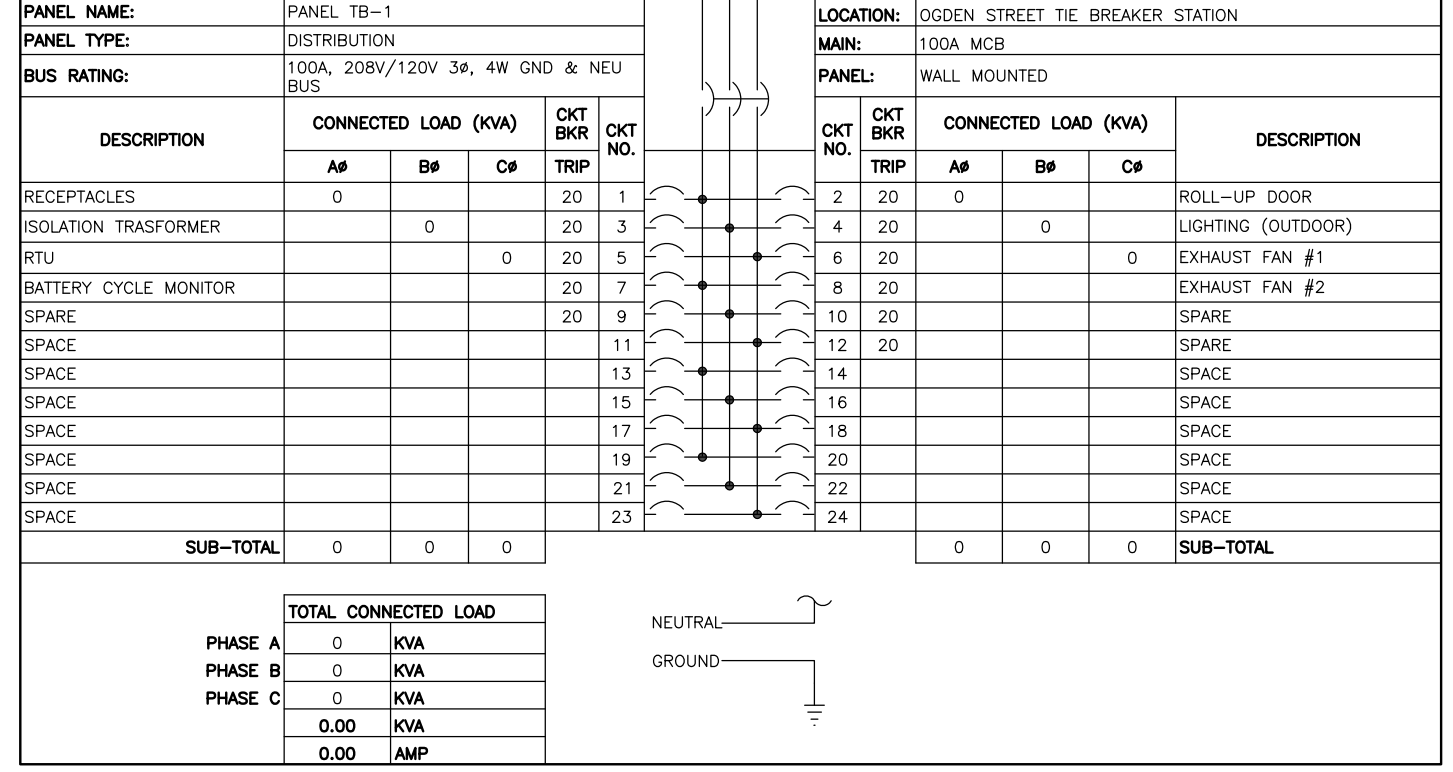 PANEL NAME: PANEL TB-1 LOCATION: OGDEN STREET TIE BREAKER STATION
PANEL TYPE: DISTRIBUTION MAIN: 100A MCB
BUS RATING: 100A, 208V/120V 3ø, 4W GND & NEU BUS PANEL: WALL MOUNTED
DESCRIPTION CONNECTED LOAD (KVA) CKT BKR CKT NO. CKT NO. CKT BKR CONNECTED LOAD (KVA) DESCRIPTION
Aø Bø Cø TRIP TRIP Aø Bø Cø
RECEPTACLES 0 20 1 2 20 0 ROLL-UP DOOR
ISOLATION TRASFORMER 0 20 3 4 20 0 LIGHTING (OUTDOOR)
RTU 0 20 5 6 20 0 EXHAUST FAN #1
BATTERY CYCLE MONITOR 20 7 8 20 EXHAUST FAN #2
SPARE 20 9 10 20 SPARE
SPACE 11 12 20 SPARE
SPACE 13 14 SPACE
SPACE 15 16 SPACE
SPACE 17 18 SPACE
SPACE 19 20 SPACE
SPACE 21 22 SPACE
SPACE 23 24 SPACE
SUB-TOTAL 0 0 0 0 0 0 SUB-TOTAL
TOTAL CONNECTED LOAD
PHASE A 0 KVA
PHASE B 0 KVA
PHASE C 0 KVA
0.00 KVA
0.00 AMP
NEUTRAL
GROUND